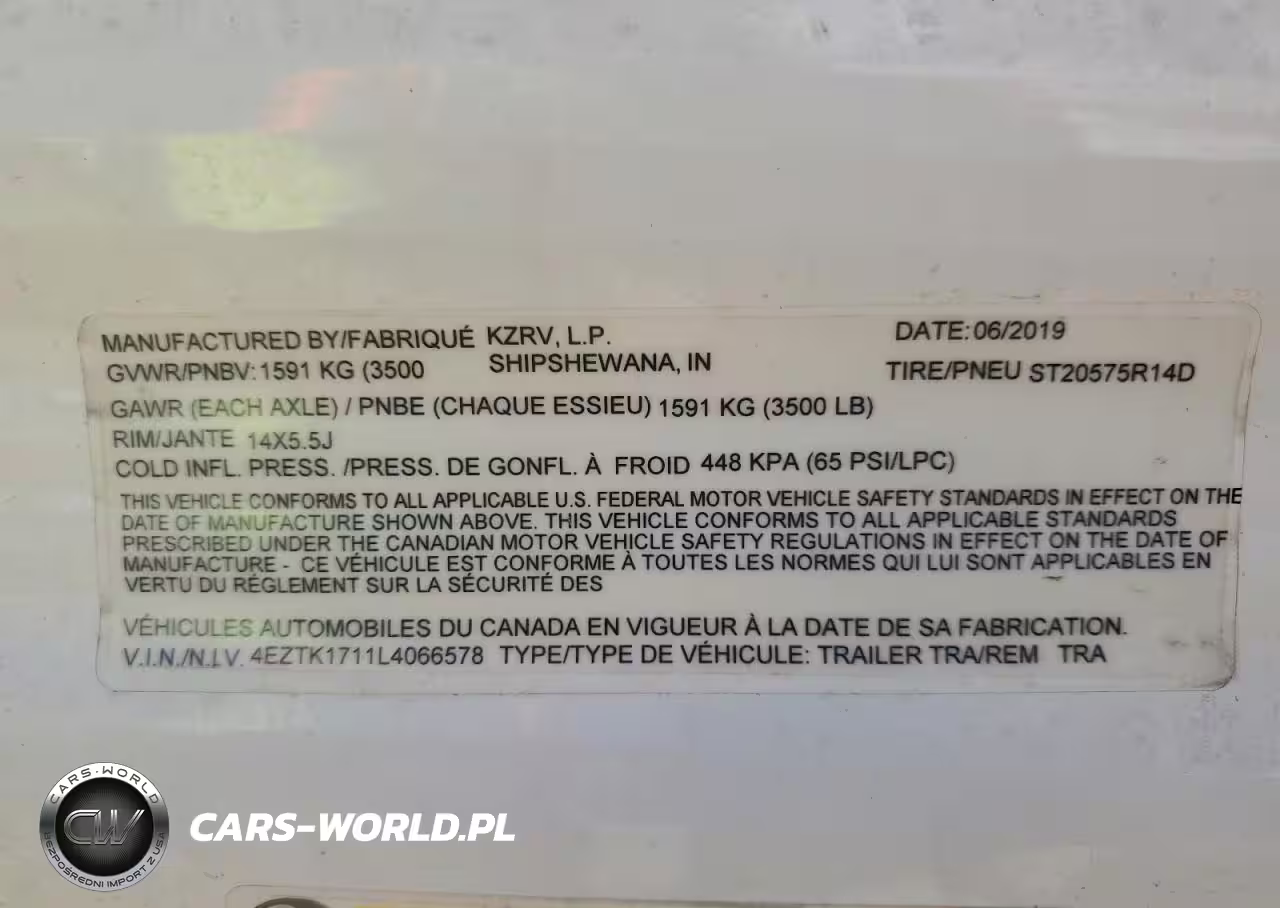 MANUFACTURED BY/FABRIQUÉ KZRV, L.P. DATE: 06/2019
GVWR/PNBV: 1591 KG (3500 SHIPSHEWANA, IN TIRE/PNEU ST20575R14D
GAWR (EACH AXLE) / PNBE (CHAQUE ESSIEU) 1591 KG (3500 LB)
RIM/JANTE 14X5.5J
COLD INFL. PRESS. /PRESS. DE GONFL. À FROID 448 KPA (65 PSI/LPC)
THIS VEHICLE CONFORMS TO ALL APPLICABLE U.S. FEDERAL MOTOR VEHICLE SAFETY STANDARDS IN EFFECT ON THE
DATE OF MANUFACTURE SHOWN ABOVE. THIS VEHICLE CONFORMS TO ALL APPLICABLE STANDARDS
PRESCRIBED UNDER THE CANADIAN MOTOR VEHICLE SAFETY REGULATIONS IN EFFECT ON THE DATE OF
MANUFACTURE - CE VÉHICULE EST CONFORME À TOUTES LES NORMES QUI LUI SONT APPLICABLES EN
VERTU DU RÉGLEMENT SUR LA SÉCURITÉ DES
VÉHICULES AUTOMOBILES DU CANADA EN VIGUEUR À LA DATE DE SA FABRICATION.
V.I.N./N.I.V. 4EZTK1711L4066578 TYPE/TYPE DE VÉHICULE: TRAILER TRA/REM TRA
CARS-WORLD
CW
BEZPOŚREDNI IMPORT Z USA
CARS-WORLD.PL